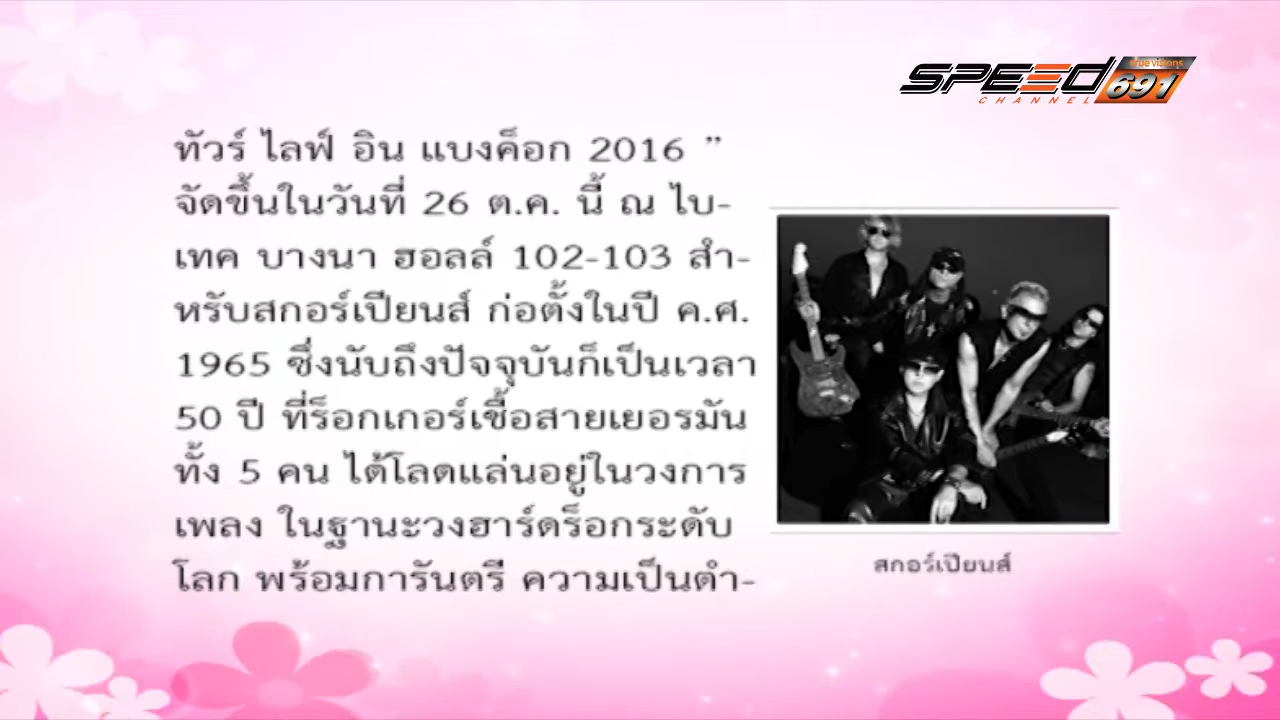 SPEED
CHANNEL
true visions
691
ทัวร์ ไลฟ์ อิน แบงค็อก 2016 ”
จัดขึ้นในวันที่ 26 ต.ค. นี้ ณ ไบ-
เทค บางนา ฮอลล์ 102-103 สำ-
หรับสกอร์เปียนส์ ก่อตั้งในปี ค.ศ.
1965 ซึ่งนับถึงปัจจุบันก็เป็นเวลา
50 ปี ที่ร็อกเกอร์เชื้อสายเยอรมัน
ทั้ง 5 คน ได้โลดแล่นอยู่ในวงการ
เพลง ในฐานะวงฮาร์ดร็อกระดับ
โลก พร้อมการันตรี ความเป็นตำ-
สกอร์เปียนส์